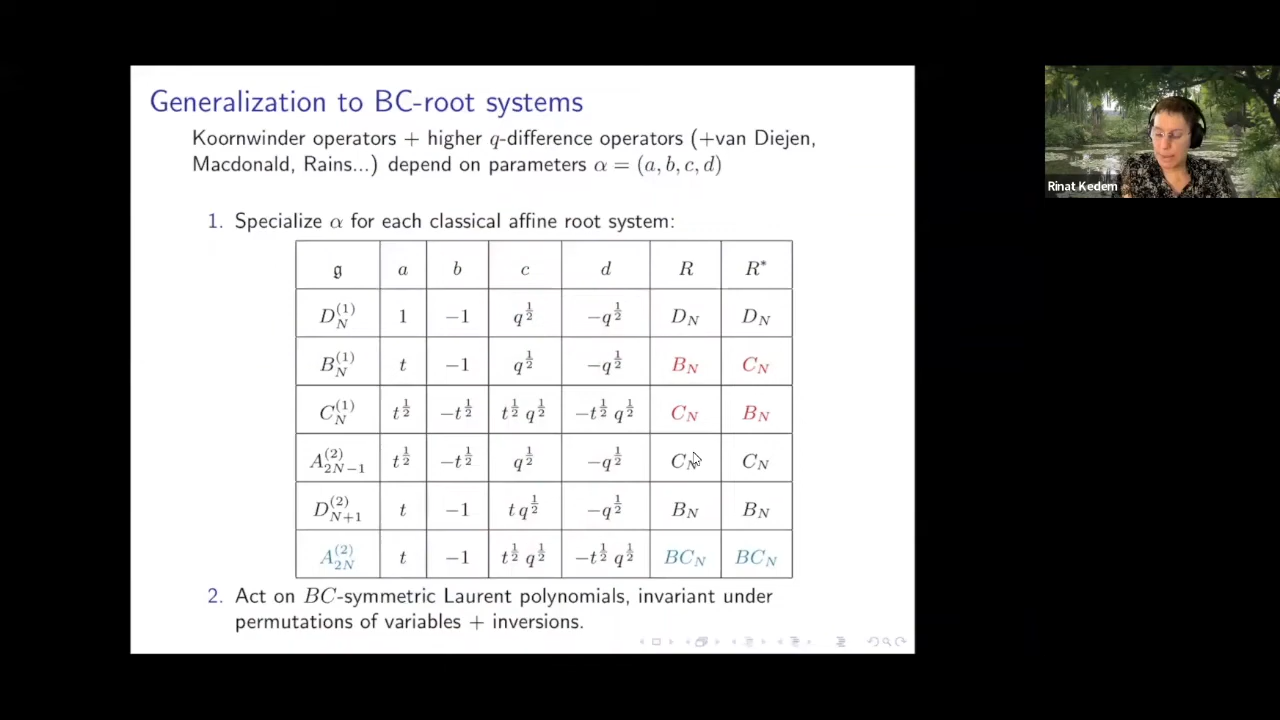 Generalization to BC-root systems
Koornwinder operators + higher q-difference operators (+van Diejen,
Macdonald, Rains...) depend on parameters α = (a, b, c, d)
1. Specialize α for each classical affine root system:
𝔤 a b c d R R*
D_N^{(1)} 1 −1 q^{1/2} −q^{1/2} D_N D_N
B_N^{(1)} t −1 q^{1/2} −q^{1/2} B_N C_N
C_N^{(1)} t^{1/2} −t^{1/2} t^{1/2} q^{1/2} −t^{1/2} q^{1/2} C_N B_N
A_{2N−1}^{(2)} t^{1/2} −t^{1/2} q^{1/2} −q^{1/2} C_N C_N
D_{N+1}^{(2)} t −1 t q^{1/2} −q^{1/2} B_N B_N
A_{2N}^{(2)} t −1 t^{1/2} q^{1/2} −t^{1/2} q^{1/2} BC_N BC_N
2. Act on BC-symmetric Laurent polynomials, invariant under
permutations of variables + inversions.
Rinat Kedem